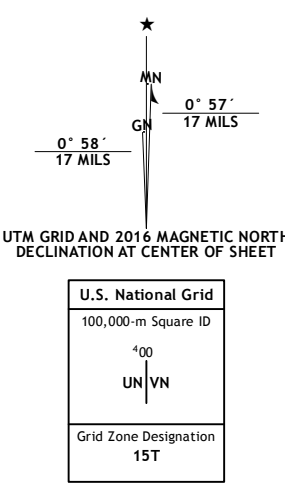 ★
MN
0° 57´
17 MILS
GN
0° 58´
17 MILS
UTM GRID AND 2016 MAGNETIC NORTH
DECLINATION AT CENTER OF SHEET
U.S. National Grid
100,000-m Square ID
⁴00
UN VN
Grid Zone Designation
15T